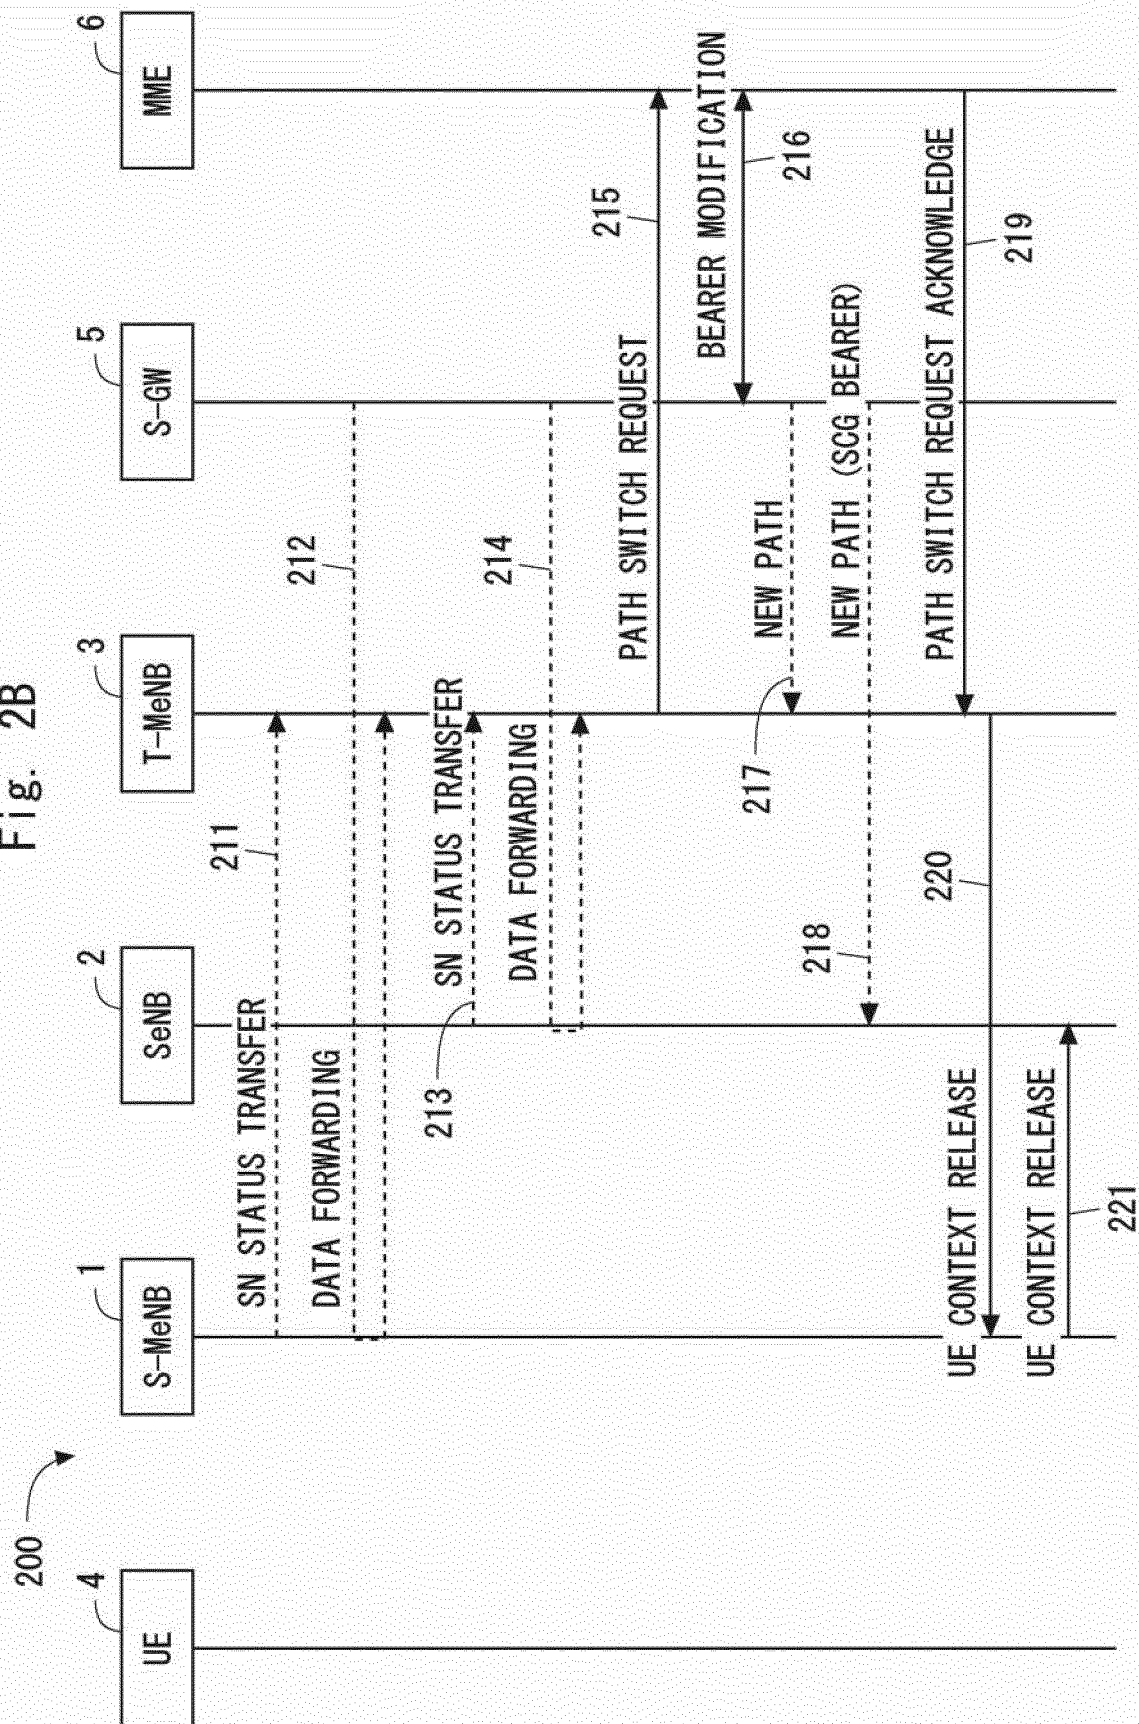 Fig. 2B
200
4
1
2
3
5
6
UE
S-MeNB
SeNB
T-MeNB
S-GW
MME
SN STATUS TRANSFER
211
DATA FORWARDING
212
SN STATUS TRANSFER
213
DATA FORWARDING
214
PATH SWITCH REQUEST
215
BEARER MODIFICATION
216
NEW PATH
217
NEW PATH (SCG BEARER)
218
PATH SWITCH REQUEST ACKNOWLEDGE
219
UE CONTEXT RELEASE
220
UE CONTEXT RELEASE
221